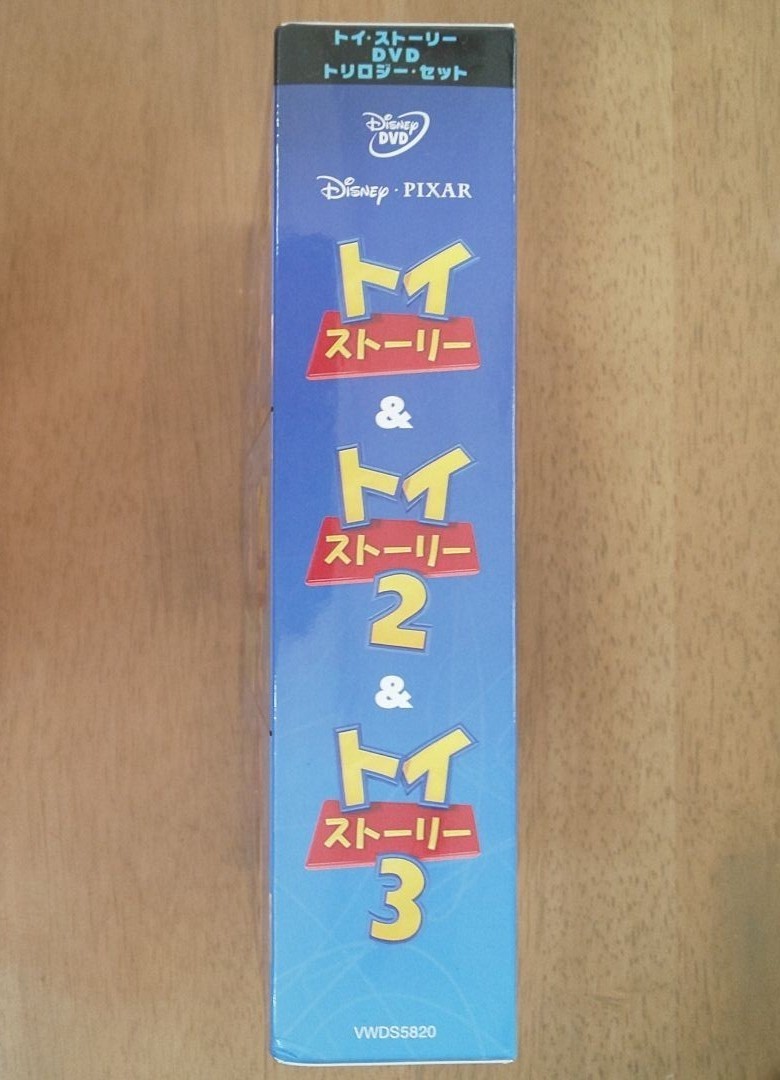 トイ・ストーリー
DVD
トリロジー・セット
Disney
DVD
Disney・PIXAR
トイ
ストーリー
&
トイ
ストーリー
2
&
トイ
ストーリー
3
VWDS5820